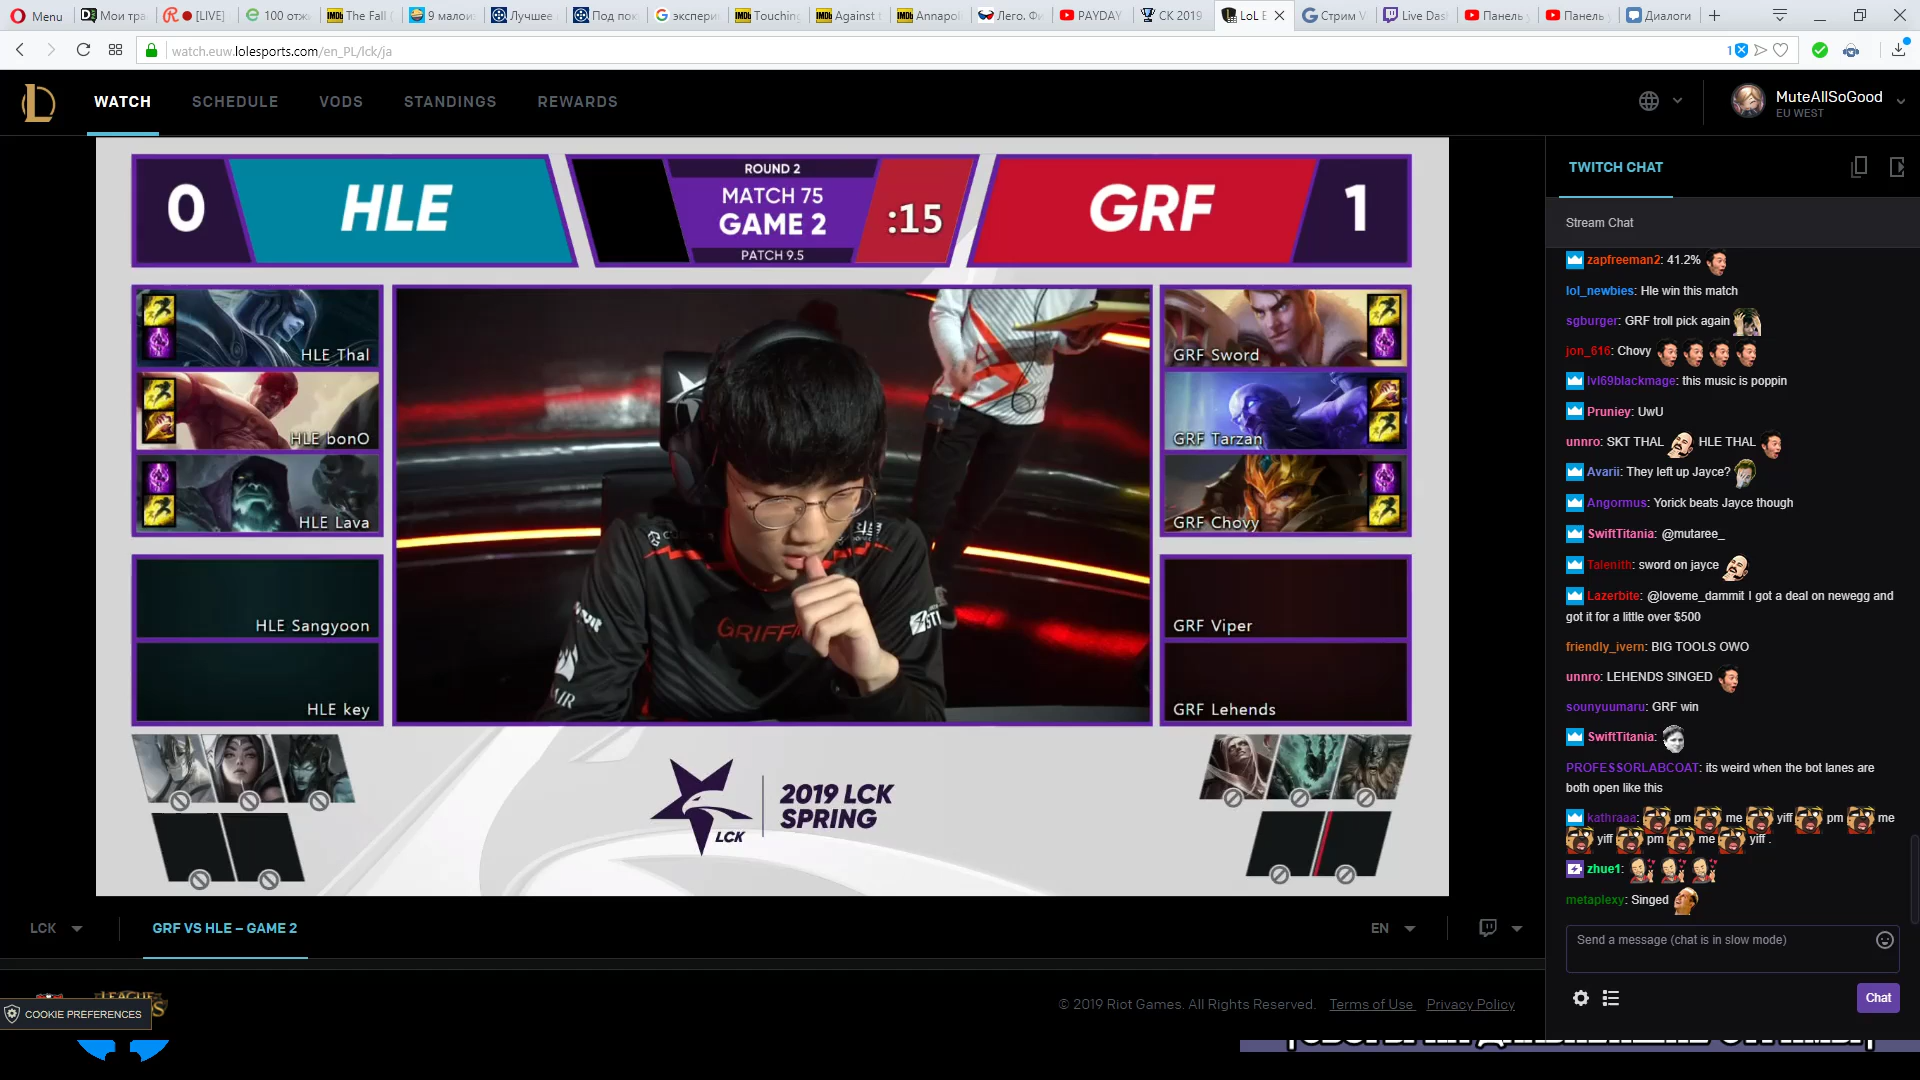 Menu
Мои тра
[LIVE]
100 отжа
The Fall (
9 малои
Лучшее
Под пок
экспери
Touching
Against t
Annapol
Лего. Фи
PAYDAY
СК 2019
LoL E
Стрим V
Live Das
Панель у
Панель у
Диалоги
watch.euw.lolesports.com/en_PL/lck/ja
1
WATCH
SCHEDULE
VODS
STANDINGS
REWARDS
MuteAllSoGood
EU WEST
0
HLE
ROUND 2
MATCH 75
GAME 2
PATCH 9.5
:15
GRF
1
HLE Thal
HLE bonO
HLE Lava
HLE Sangyoon
HLE key
GRIFF
GRF Sword
GRF Tarzan
GRF Chovy
GRF Viper
GRF Lehends
LCK
2019 LCK
SPRING
TWITCH CHAT
Stream Chat
zapfreeman2: 41.2%
lol_newbies: Hle win this match
sgburger: GRF troll pick again
jon_616: Chovy
lvl69blackmage: this music is poppin
Pruniey: UwU
unnro: SKT THAL HLE THAL
Avarii: They left up Jayce?
Angormus: Yorick beats Jayce though
SwiftTitania: @mutaree_
Talenith: sword on jayce
Lazerbite: @loveme_dammit I got a deal on newegg and
got it for a little over $500
friendly_ivern: BIG TOOLS OWO
unnro: LEHENDS SINGED
sounyuumaru: GRF win
SwiftTitania:
PROFESSORLABCOAT: its weird when the bot lanes are
both open like this
kathraaa: pm me yiff pm me
yiff pm me yiff .
zhue1:
metaplexy: Singed
Send a message (chat is in slow mode)
Chat
LCK
GRF VS HLE – GAME 2
EN
© 2019 Riot Games. All Rights Reserved. Terms of Use Privacy Policy
COOKIE PREFERENCES